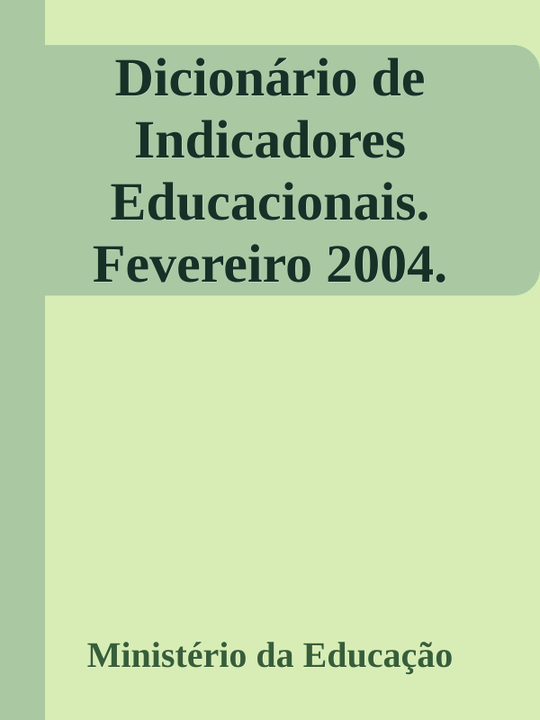 Dicionário de
Indicadores
Educacionais.
Fevereiro 2004.
Ministério da Educação